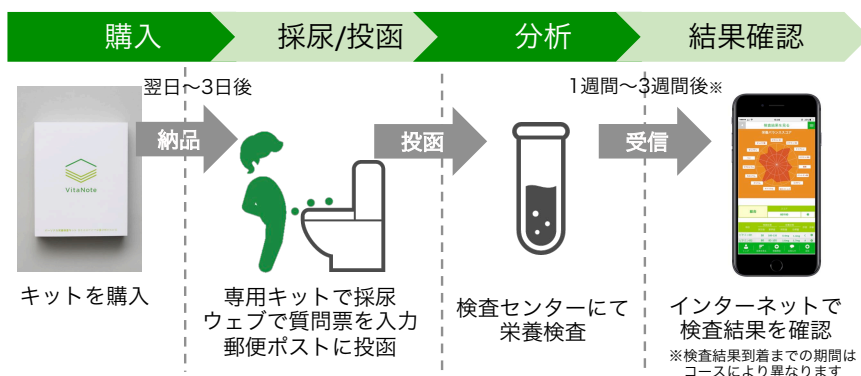 購入
採尿/投函
分析
結果確認
翌日〜3日後
1週間〜3週間後※
納品
投函
受信
VitaNote
キットを購入
専用キットで採尿
ウェブで質問票を入力
郵便ポストに投函
検査センターにて
栄養検査
インターネットで
検査結果を確認
※検査結果到着までの期間は
コースにより異なります